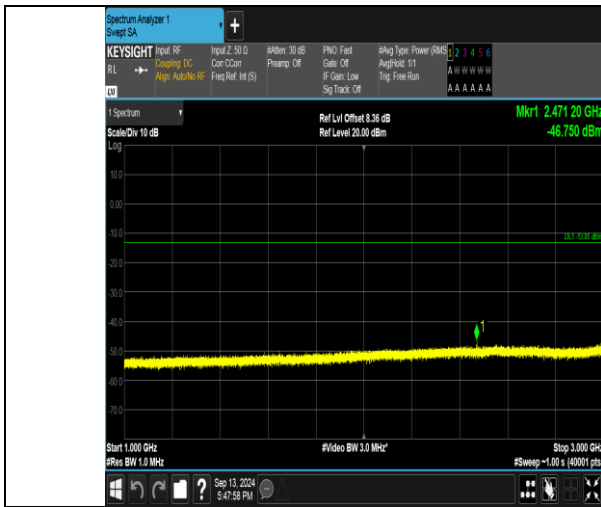 Spectrum Analyzer 1
Swept SA
+
KEYSIGHT
RL
Input: RF
Coupling: DC
Align: Auto/No RF
Input Z: 50 Ω
Corr CCorr
Freq Ref: Int (S)
#Atten: 30 dB
Preamp: Off
PNO: Fast
Gate: Off
IF Gain: Low
Sig Track: Off
#Avg Type: Power (RMS
Avg|Hold: 1/1
Trig: Free Run
1 2 3 4 5 6
A W W W W W
A A A A A A
LXI
1 Spectrum
Scale/Div 10 dB
Log
Ref Lvl Offset 8.36 dB
Ref Level 20.00 dBm
Mkr1 2.471 20 GHz
-46.750 dBm
10.0
0.00
-10.0
DL1 -13.00 dBm
-20.0
-30.0
-40.0
1
-50.0
-60.0
-70.0
Start 1.000 GHz
#Res BW 1.0 MHz
#Video BW 3.0 MHz*
Stop 3.000 GHz
#Sweep ~1.00 s (40001 pts
?
Sep 13, 2024
5:47:58 PM